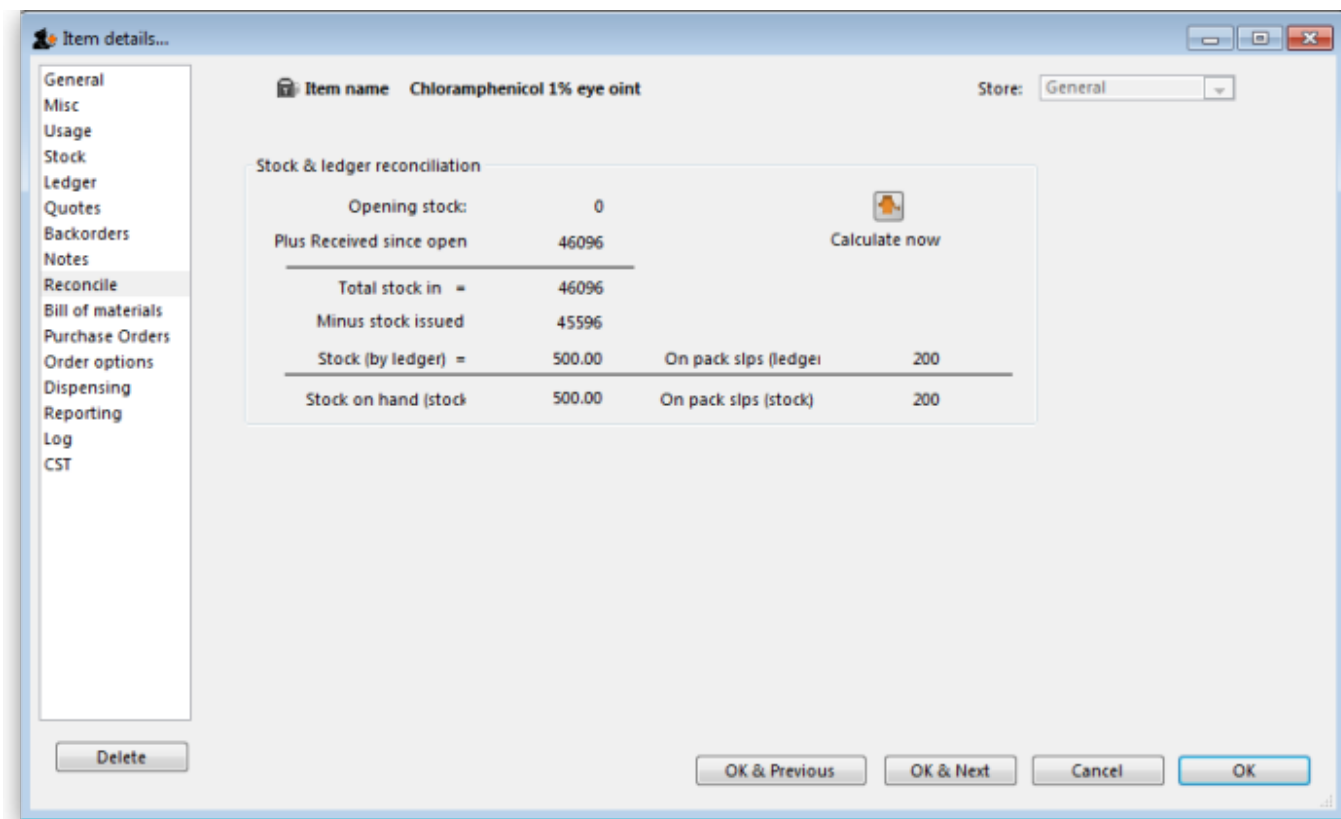 Item details...
General
Misc
Usage
Stock
Ledger
Quotes
Backorders
Notes
Reconcile
Bill of materials
Purchase Orders
Order options
Dispensing
Reporting
Log
CST
Delete
Item name Chloramphenicol 1% eye oint
Store: General
Stock & ledger reconciliation
Opening stock: 0
Calculate now
Plus Received since open 46096
Total stock in = 46096
Minus stock issued 45596
Stock (by ledger) = 500.00 On pack slps (ledger 200
Stock on hand (stock 500.00 On pack slps (stock) 200
OK & Previous OK & Next Cancel OK